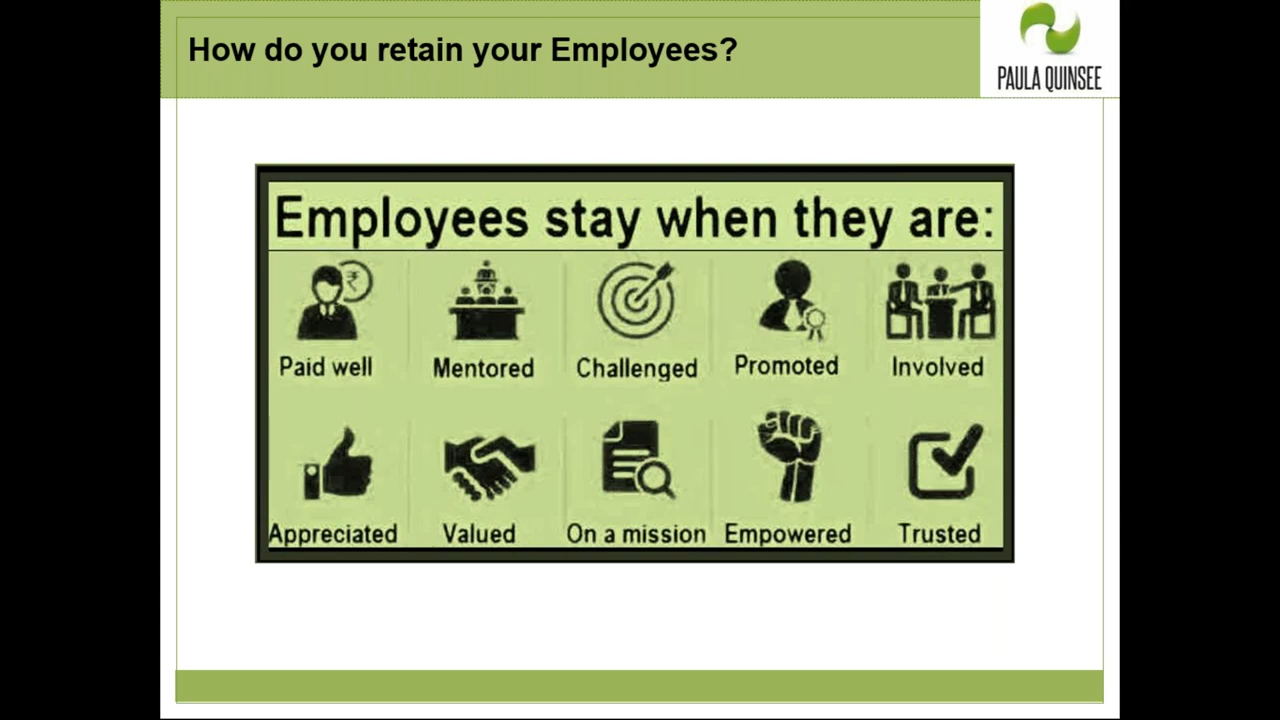 How do you retain your Employees?
PAULA QUINSEE
Employees stay when they are:
₹
Paid well Mentored Challenged Promoted Involved
Appreciated Valued On a mission Empowered Trusted